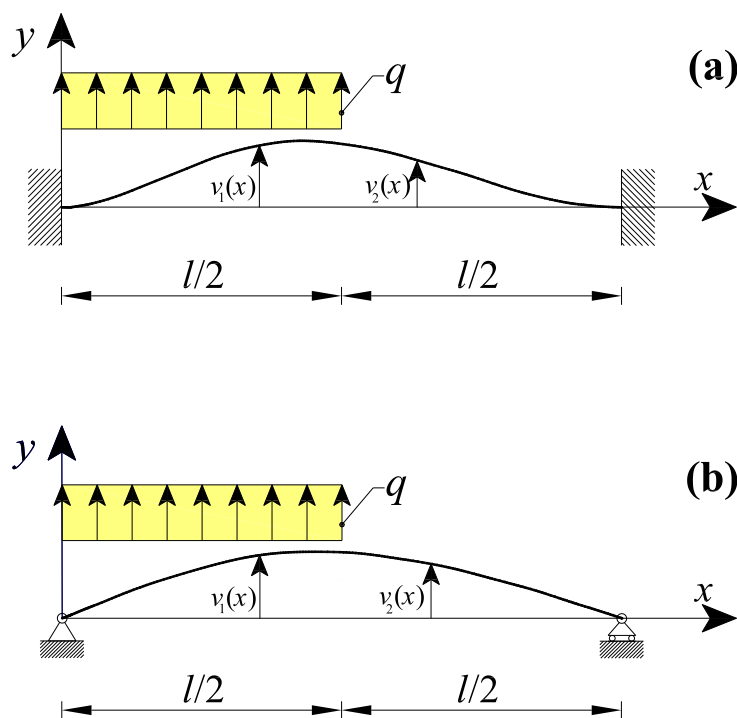 y
(a)
q
x
v₁(x)
v₂(x)
l/2
l/2
y
(b)
q
x
v₁(x)
v₂(x)
l/2
l/2